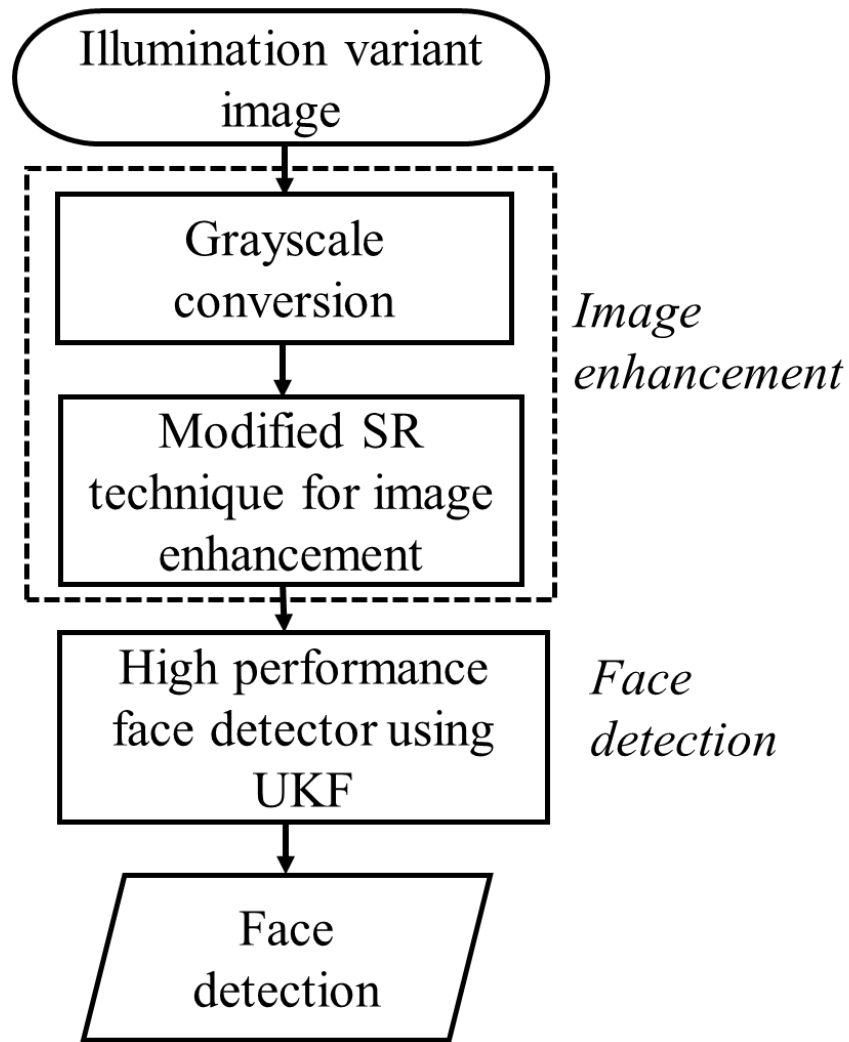 Illumination variant
image
Grayscale
conversion
Image
enhancement
Modified SR
technique for image
enhancement
High performance
face detector using
UKF
Face
detection
Face
detection